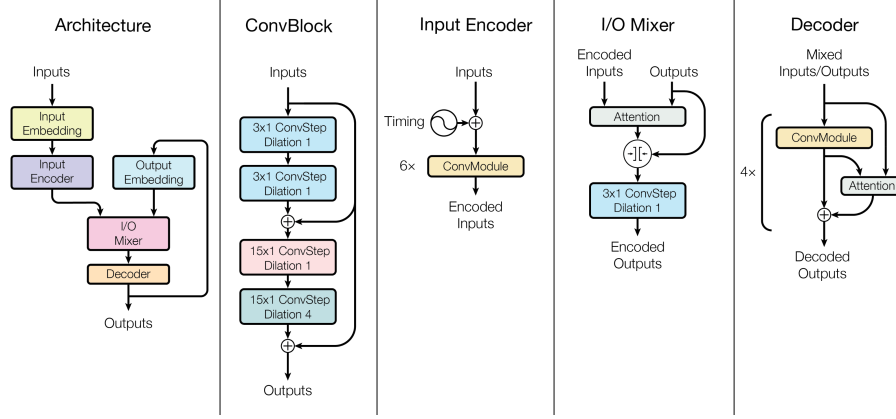 Architecture
Inputs
Input
Embedding
Input
Encoder
Output
Embedding
I/O
Mixer
Decoder
Outputs
ConvBlock
Inputs
3x1 ConvStep
Dilation 1
3x1 ConvStep
Dilation 1
15x1 ConvStep
Dilation 1
15x1 ConvStep
Dilation 4
Outputs
Input Encoder
Inputs
Timing
6×
ConvModule
Encoded
Inputs
I/O Mixer
Encoded
Inputs
Outputs
Attention
3x1 ConvStep
Dilation 1
Encoded
Outputs
Decoder
Mixed
Inputs/Outputs
ConvModule
4×
Attention
Decoded
Outputs